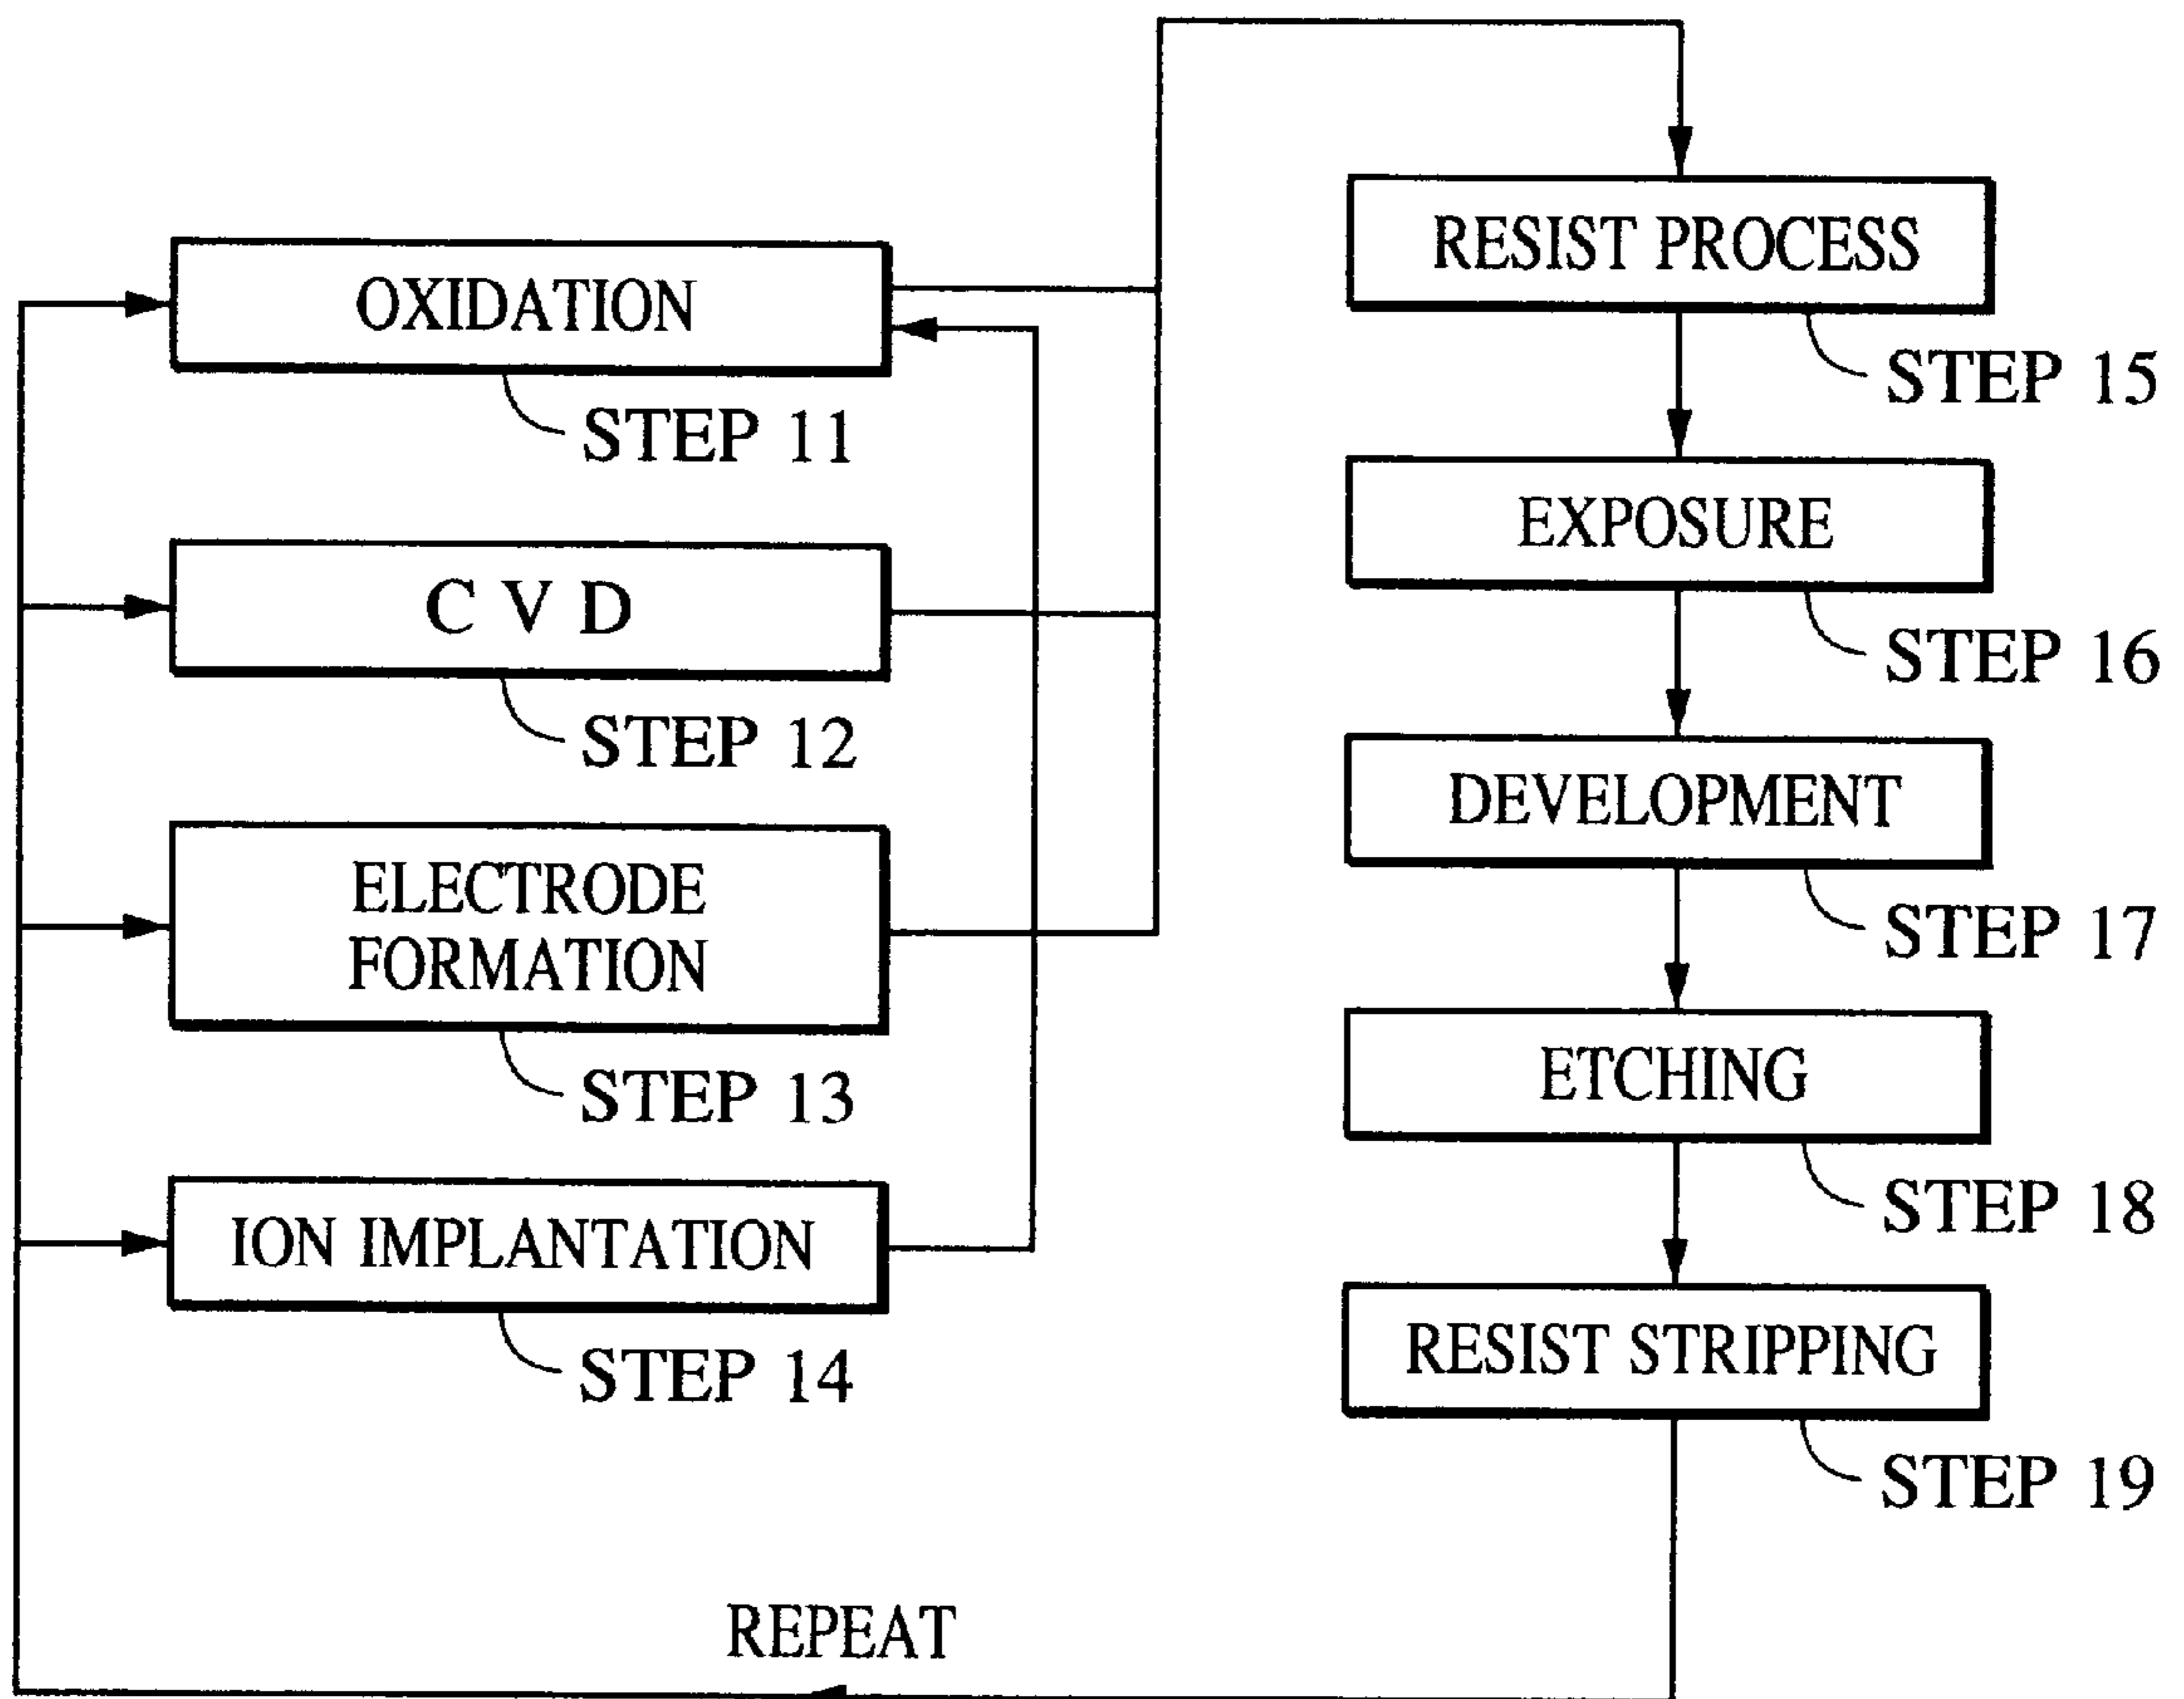 OXIDATION
STEP 11
C V D
STEP 12
ELECTRODE
FORMATION
STEP 13
ION IMPLANTATION
STEP 14
RESIST PROCESS
STEP 15
EXPOSURE
STEP 16
DEVELOPMENT
STEP 17
ETCHING
STEP 18
RESIST STRIPPING
STEP 19
REPEAT